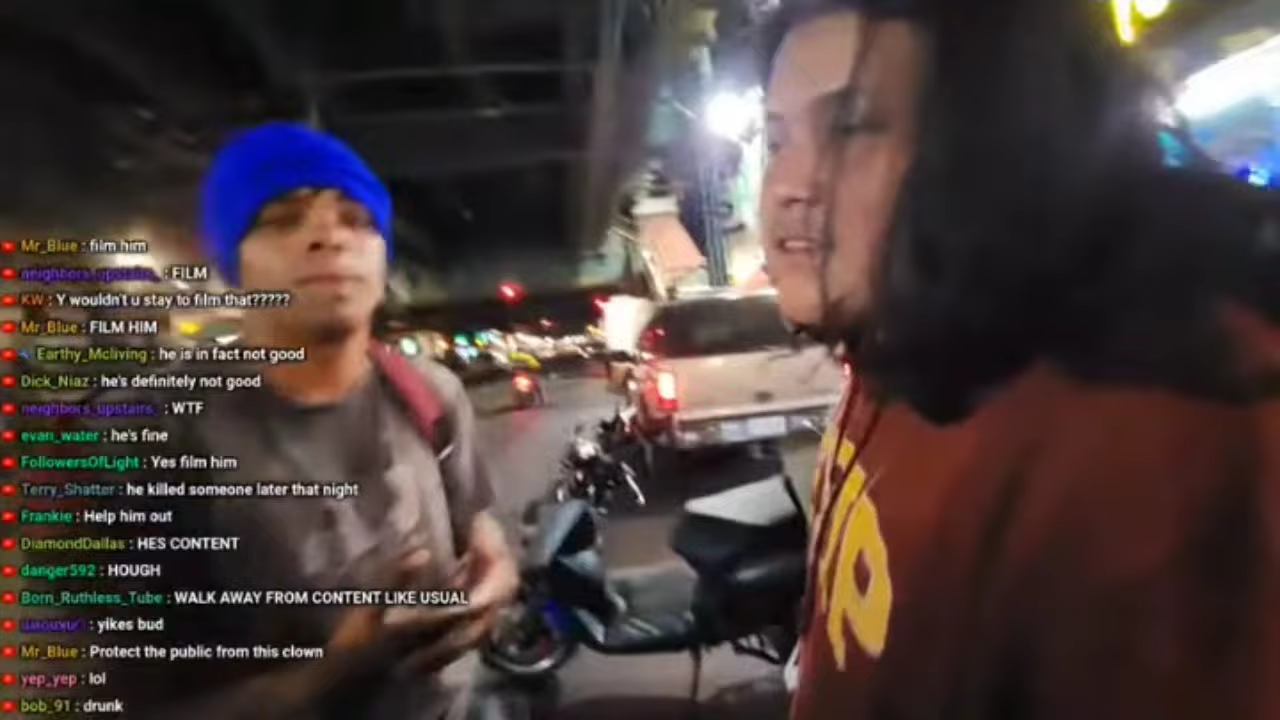 Mr_Blue : film him
neighbors_upstairs_ : FILM
KW : Y wouldn't u stay to film that?????
Mr_Blue : FILM HIM
Earthy_Mcliving : he is in fact not good
Dick_Niaz : he's definitely not good
neighbors_upstairs_ : WTF
evan_water : he's fine
FollowersOfLight : Yes film him
Terry_Shatter : he killed someone later that night
Frankie : Help him out
DiamondDallas : HES CONTENT
danger592 : HOUGH
Born_Ruthless_Tube : WALK AWAY FROM CONTENT LIKE USUAL
: yikes bud
Mr_Blue : Protect the public from this clown
yep_yep : lol
bob_91 : drunk